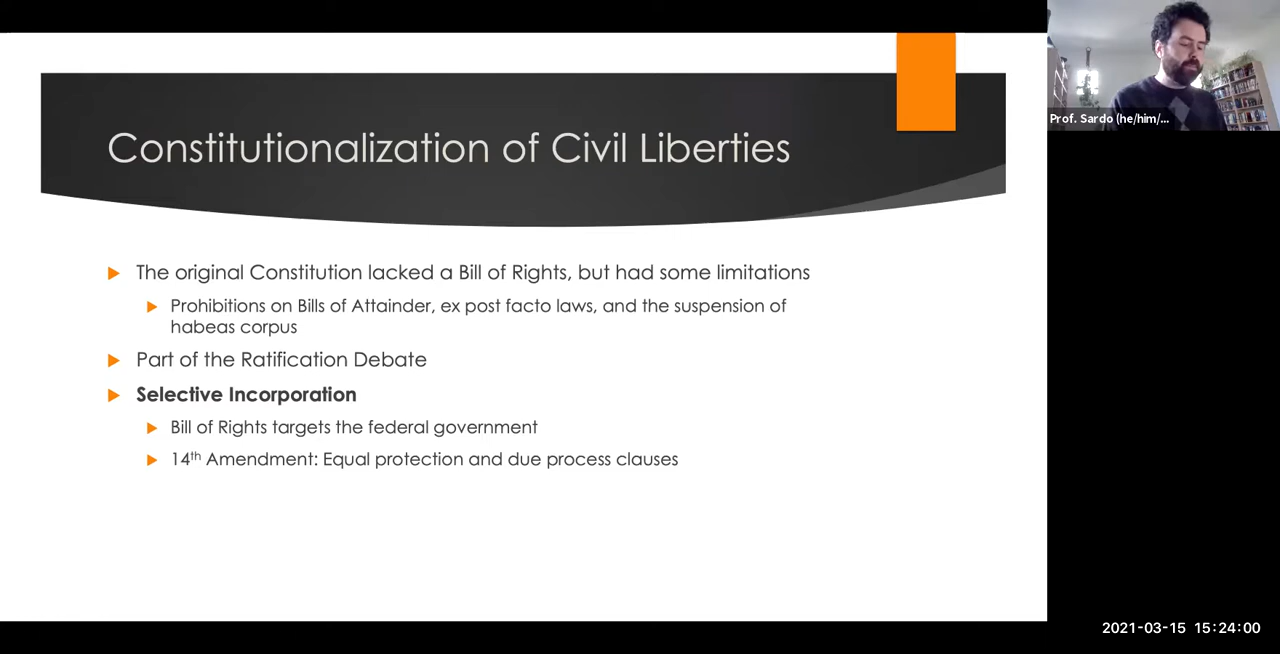 Constitutionalization of Civil Liberties
The original Constitution lacked a Bill of Rights, but had some limitations
Prohibitions on Bills of Attainder, ex post facto laws, and the suspension of
habeas corpus
Part of the Ratification Debate
Selective Incorporation
Bill of Rights targets the federal government
14th Amendment: Equal protection and due process clauses
Prof. Sardo (he/him/...
2021-03-15 15:24:00